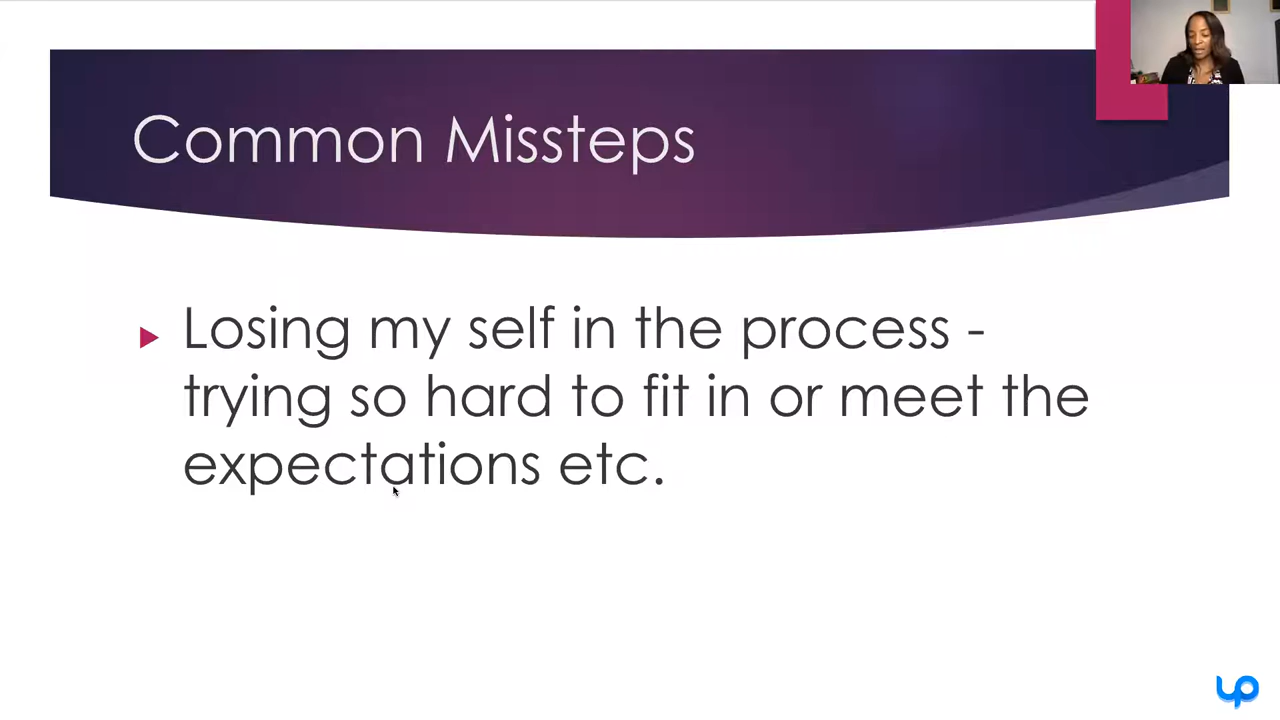 Common Missteps
Losing my self in the process -
trying so hard to fit in or meet the
expectations etc.
up